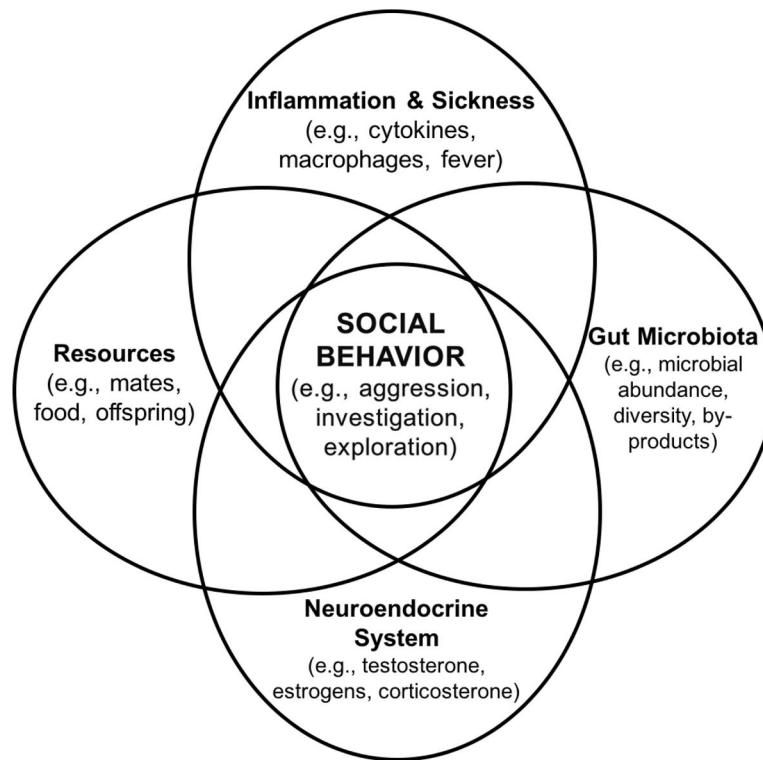 Inflammation & Sickness
(e.g., cytokines,
macrophages, fever)
Resources
(e.g., mates,
food, offspring)
SOCIAL
BEHAVIOR
(e.g., aggression,
investigation,
exploration)
Gut Microbiota
(e.g., microbial
abundance,
diversity, by-
products)
Neuroendocrine
System
(e.g., testosterone,
estrogens, corticosterone)